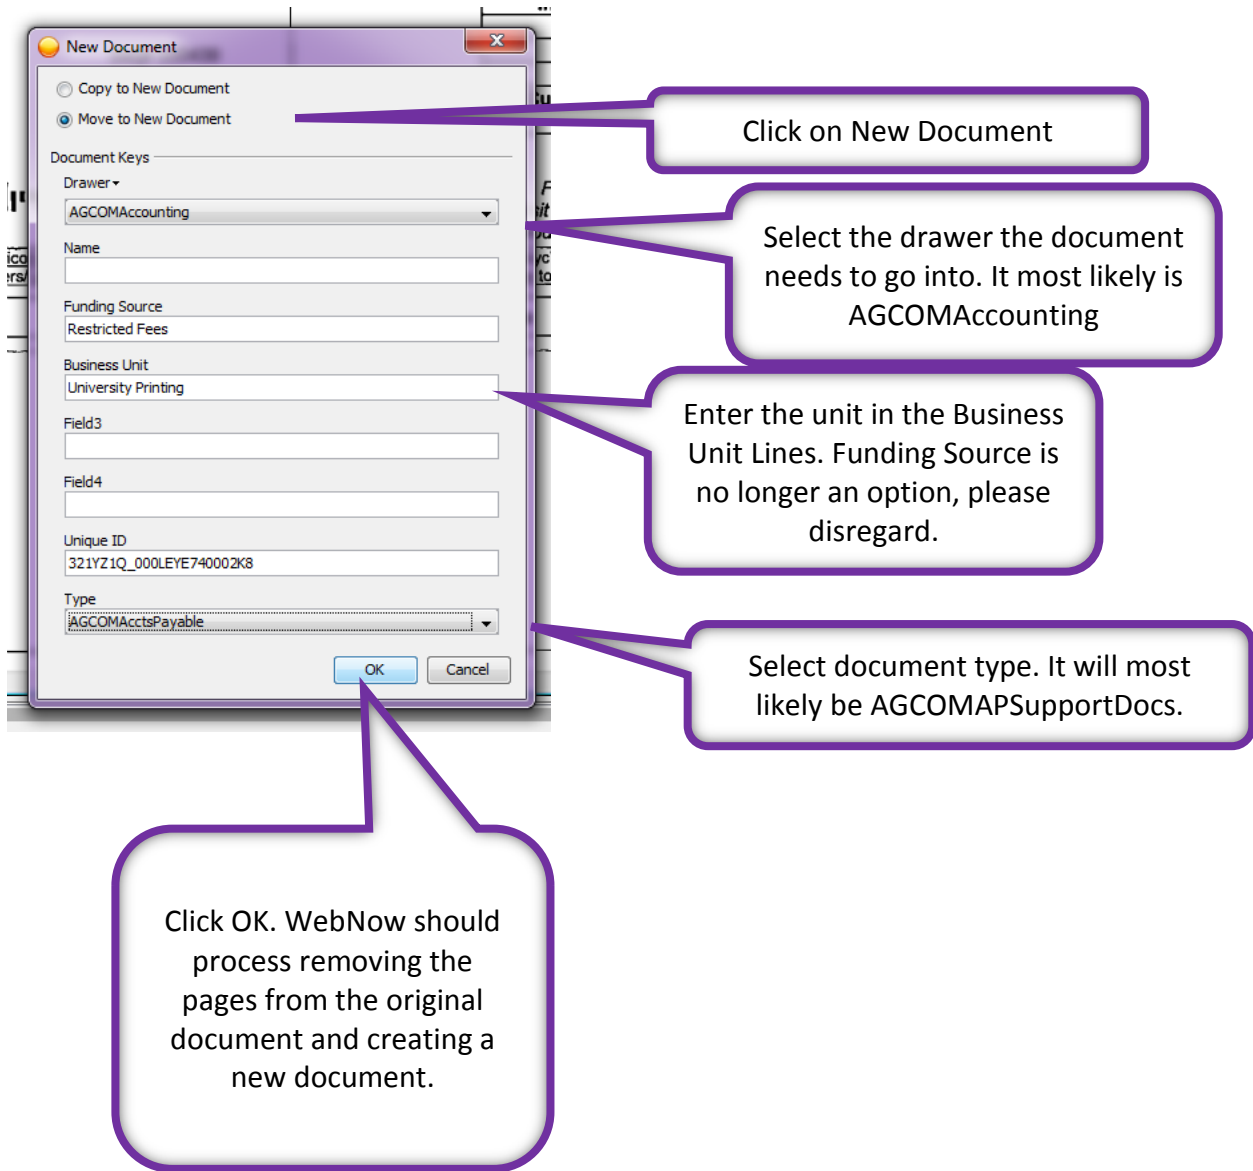 New Document
Copy to New Document
Move to New Document
Document Keys
Drawer
AGCOMAccounting
Name
Funding Source
Restricted Fees
Business Unit
University Printing
Field3
Field4
Unique ID
321YZ1Q_000LEYE740002K8
Type
AGCOMAcctsPayable
OK Cancel
Click on New Document
Select the drawer the document
needs to go into. It most likely is
AGCOMAccounting
Enter the unit in the Business
Unit Lines. Funding Source is
no longer an option, please
disregard.
Select document type. It will most
likely be AGCOMAPSupportDocs.
Click OK. WebNow should
process removing the
pages from the original
document and creating a
new document.